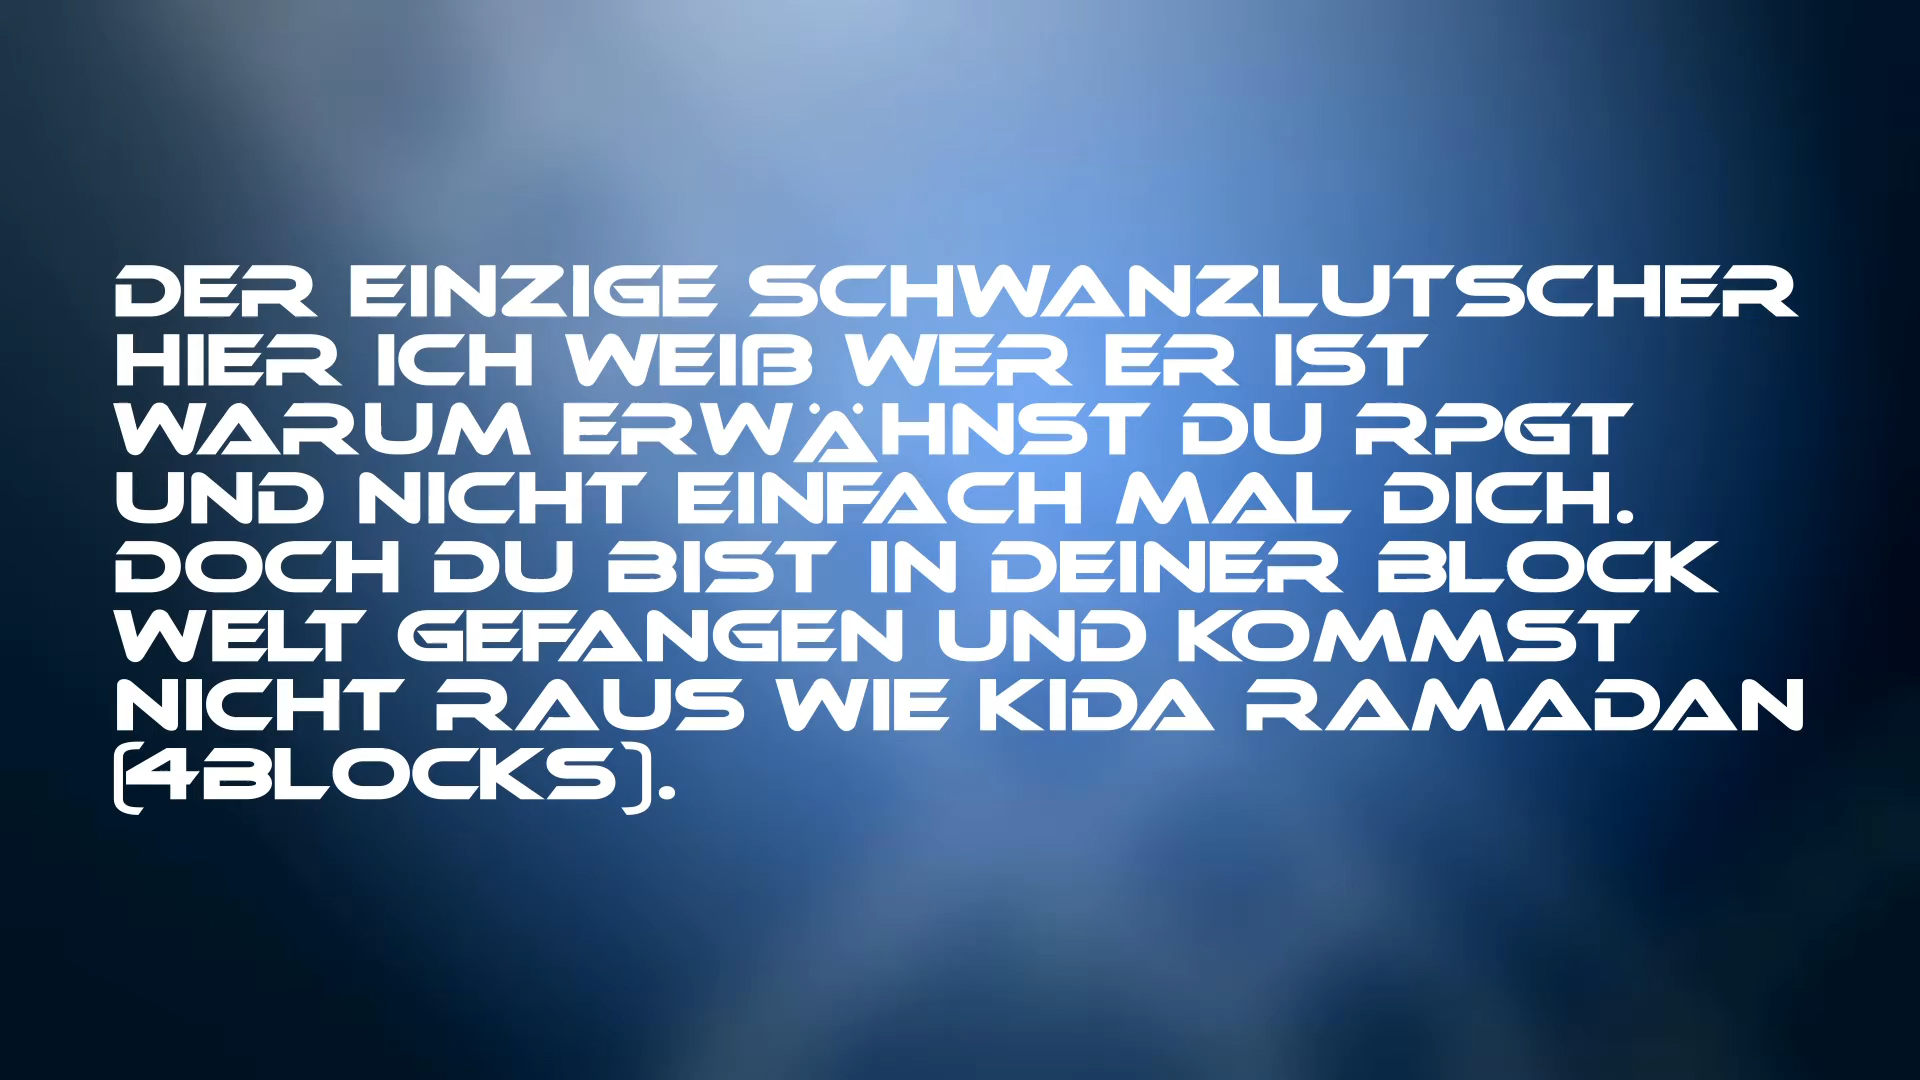 DER EINZIGE SCHWANZLUTSCHER
HIER ICH WEIß WER ER IST
WARUM ERWÄHNST DU RPGT
UND NICHT EINFACH MAL DICH.
DOCH DU BIST IN DEINER BLOCK
WELT GEFANGEN UND KOMMST
NICHT RAUS WIE KIDA RAMADAN
(4BLOCKS).